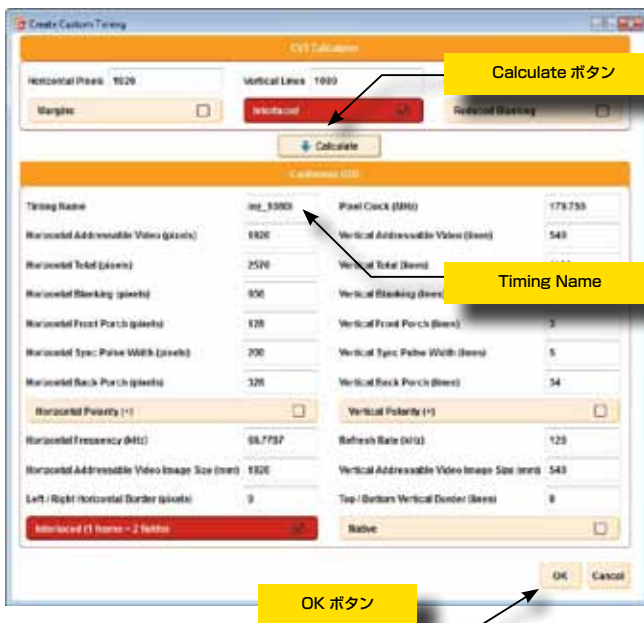 Create Custom Timing
CVT Calculator
Horizontal Pixels 1920 Vertical Lines 1080
Calculate ボタン
Margins Interlaced Reduced Blanking
Calculate
Customize DTD
Timing Name Pixel Clock (MHz) 179.750
Horizontal Addressable Video (pixels) 1920 Vertical Addressable Video (lines) 540
Horizontal Total (pixels) 2576 Vertical Total (lines)
Timing Name
Horizontal Blanking (pixels) 656 Vertical Blanking (lines)
Horizontal Front Porch (pixels) 128 Vertical Front Porch (lines) 3
Horizontal Sync Pulse Width (pixels) 200 Vertical Sync Pulse Width (lines) 5
Horizontal Back Porch (pixels) 328 Vertical Back Porch (lines) 34
Horizontal Polarity (+) Vertical Polarity (+)
Horizontal Frequency (kHz) Refresh Rate 120
Horizontal Addressable Video Image Size (mm) 1920 Vertical Addressable Video Image Size (mm) 540
Left / Right Horizontal Border (pixels) 0 Top / Bottom Vertical Border (lines) 0
Interlaced (1 frame = 2 fields) Native
OK Cancel
OK ボタン